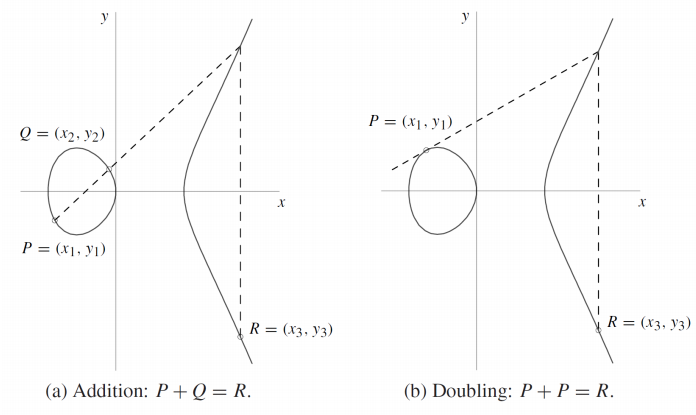 y
Q = (x₂, y₂)
P = (x₁, y₁)
x
R = (x₃, y₃)
(a) Addition: P + Q = R.
y
P = (x₁, y₁)
x
R = (x₃, y₃)
(b) Doubling: P + P = R.